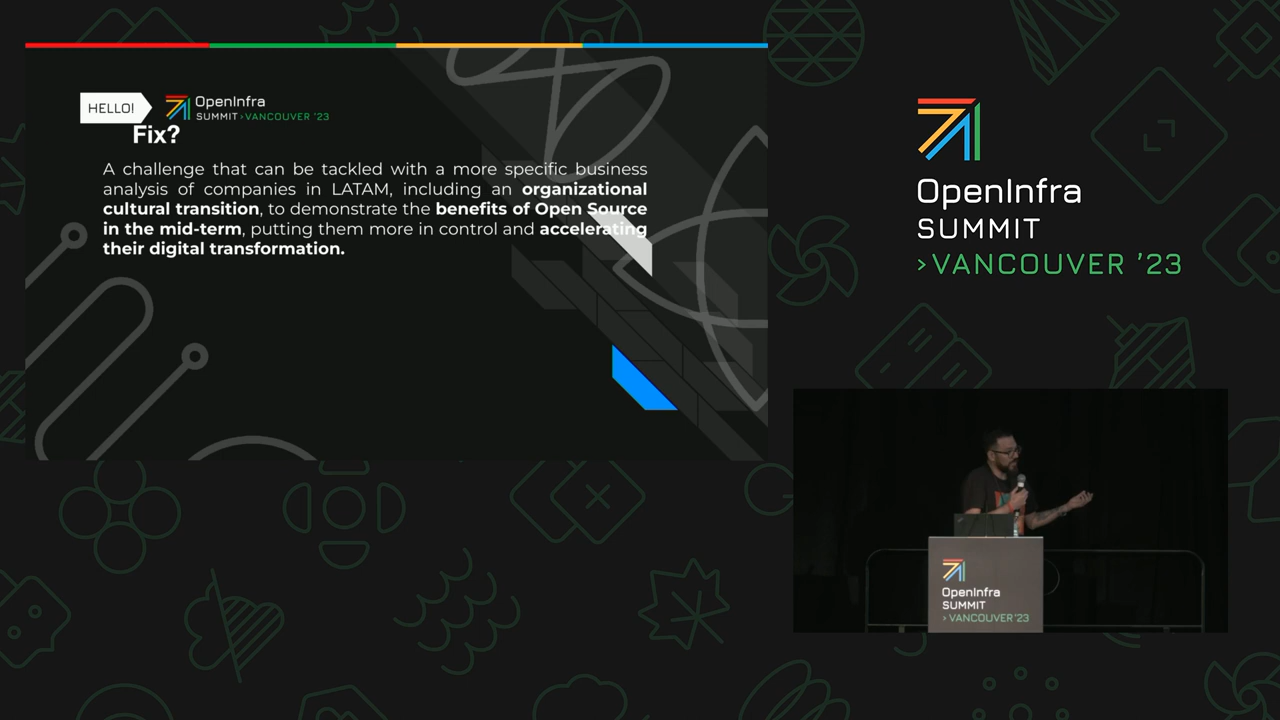 HELLO!
OpenInfra
SUMMIT›VANCOUVER '23
Fix?
A challenge that can be tackled with a more specific business
analysis of companies in LATAM, including an organizational
cultural transition, to demonstrate the benefits of Open Source
in the mid-term, putting them more in control and accelerating
their digital transformation.
OpenInfra
SUMMIT
›VANCOUVER '23
OpenInfra
SUMMIT
›VANCOUVER '23